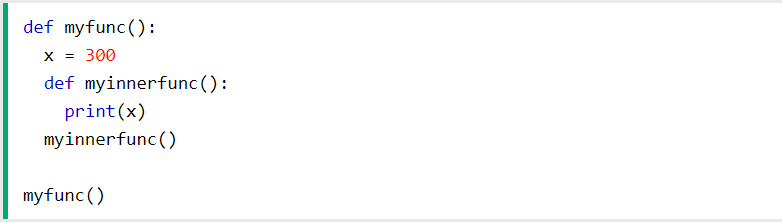 def myfunc():
  x = 300
  def myinnerfunc():
    print(x)
  myinnerfunc()

myfunc()